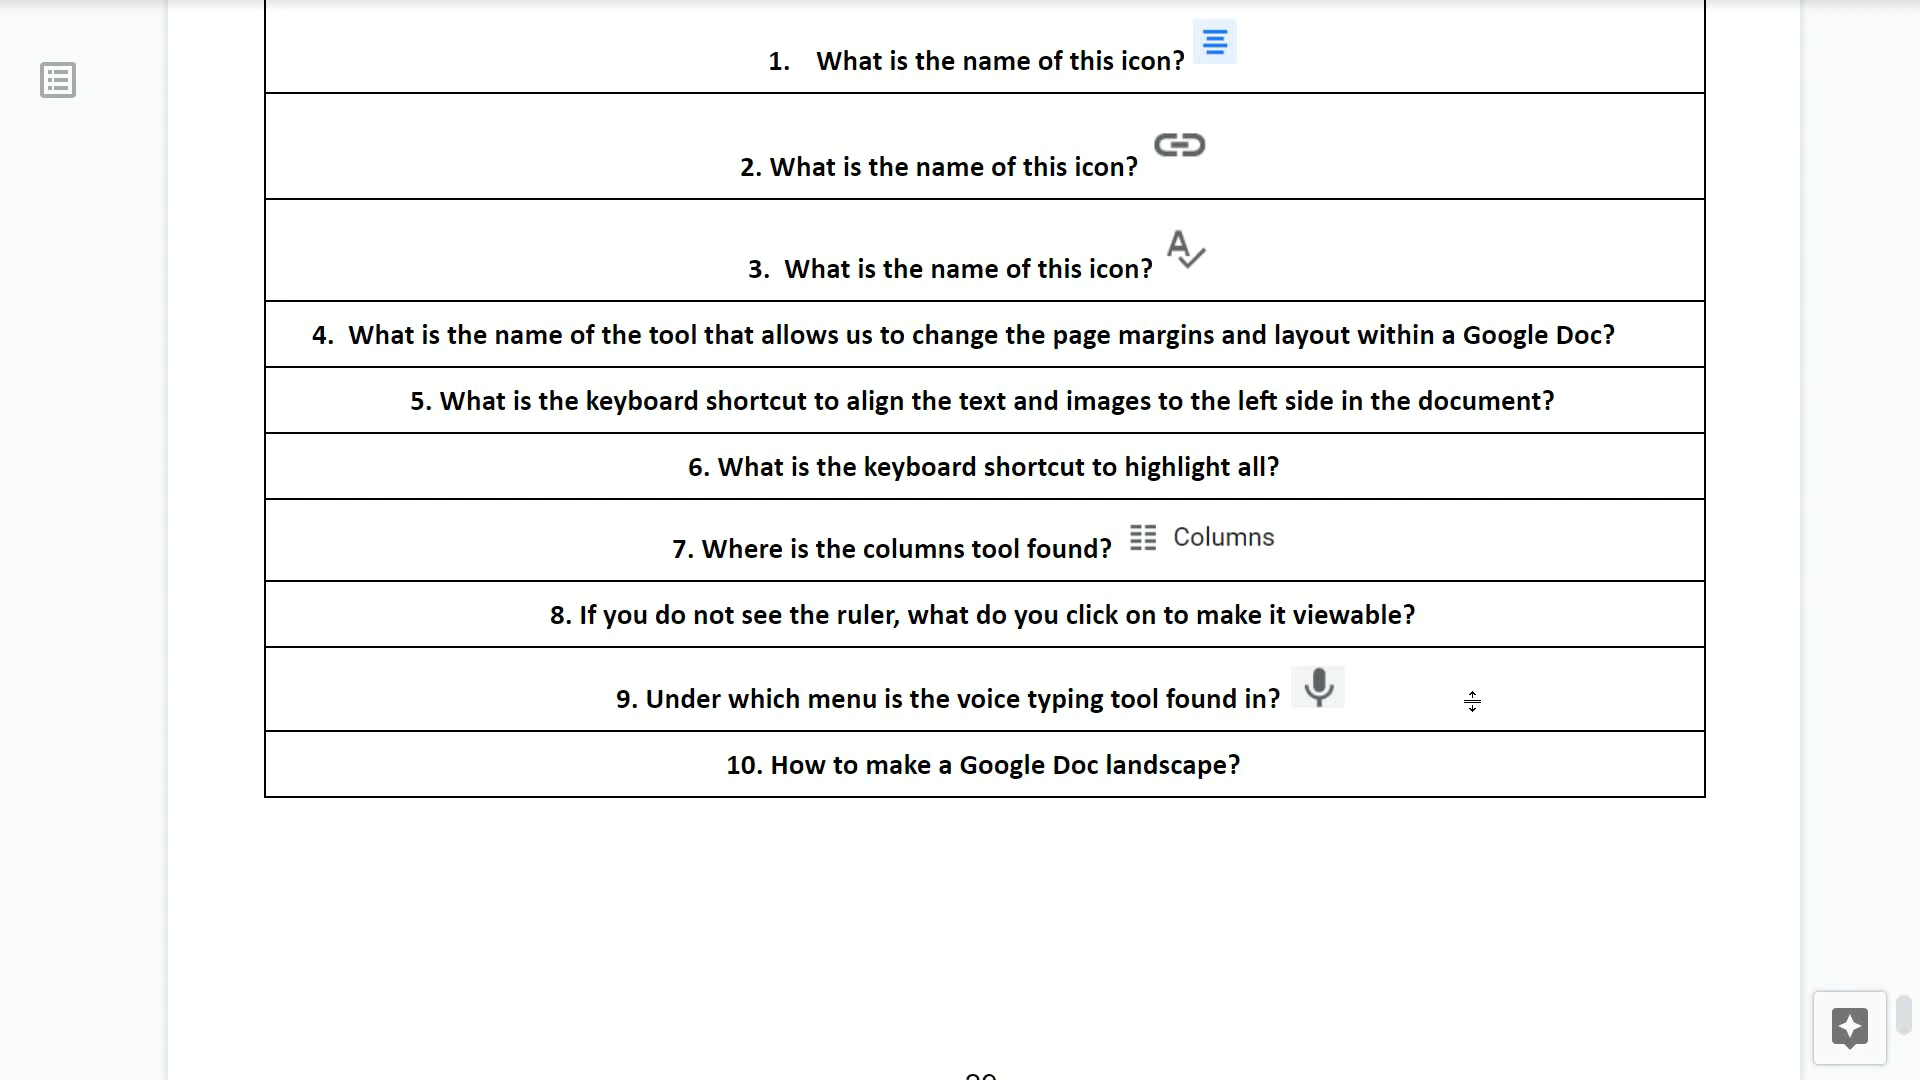 1. What is the name of this icon?
2. What is the name of this icon?
3. What is the name of this icon?
4. What is the name of the tool that allows us to change the page margins and layout within a Google Doc?
5. What is the keyboard shortcut to align the text and images to the left side in the document?
6. What is the keyboard shortcut to highlight all?
7. Where is the columns tool found? Columns
8. If you do not see the ruler, what do you click on to make it viewable?
9. Under which menu is the voice typing tool found in?
10. How to make a Google Doc landscape?